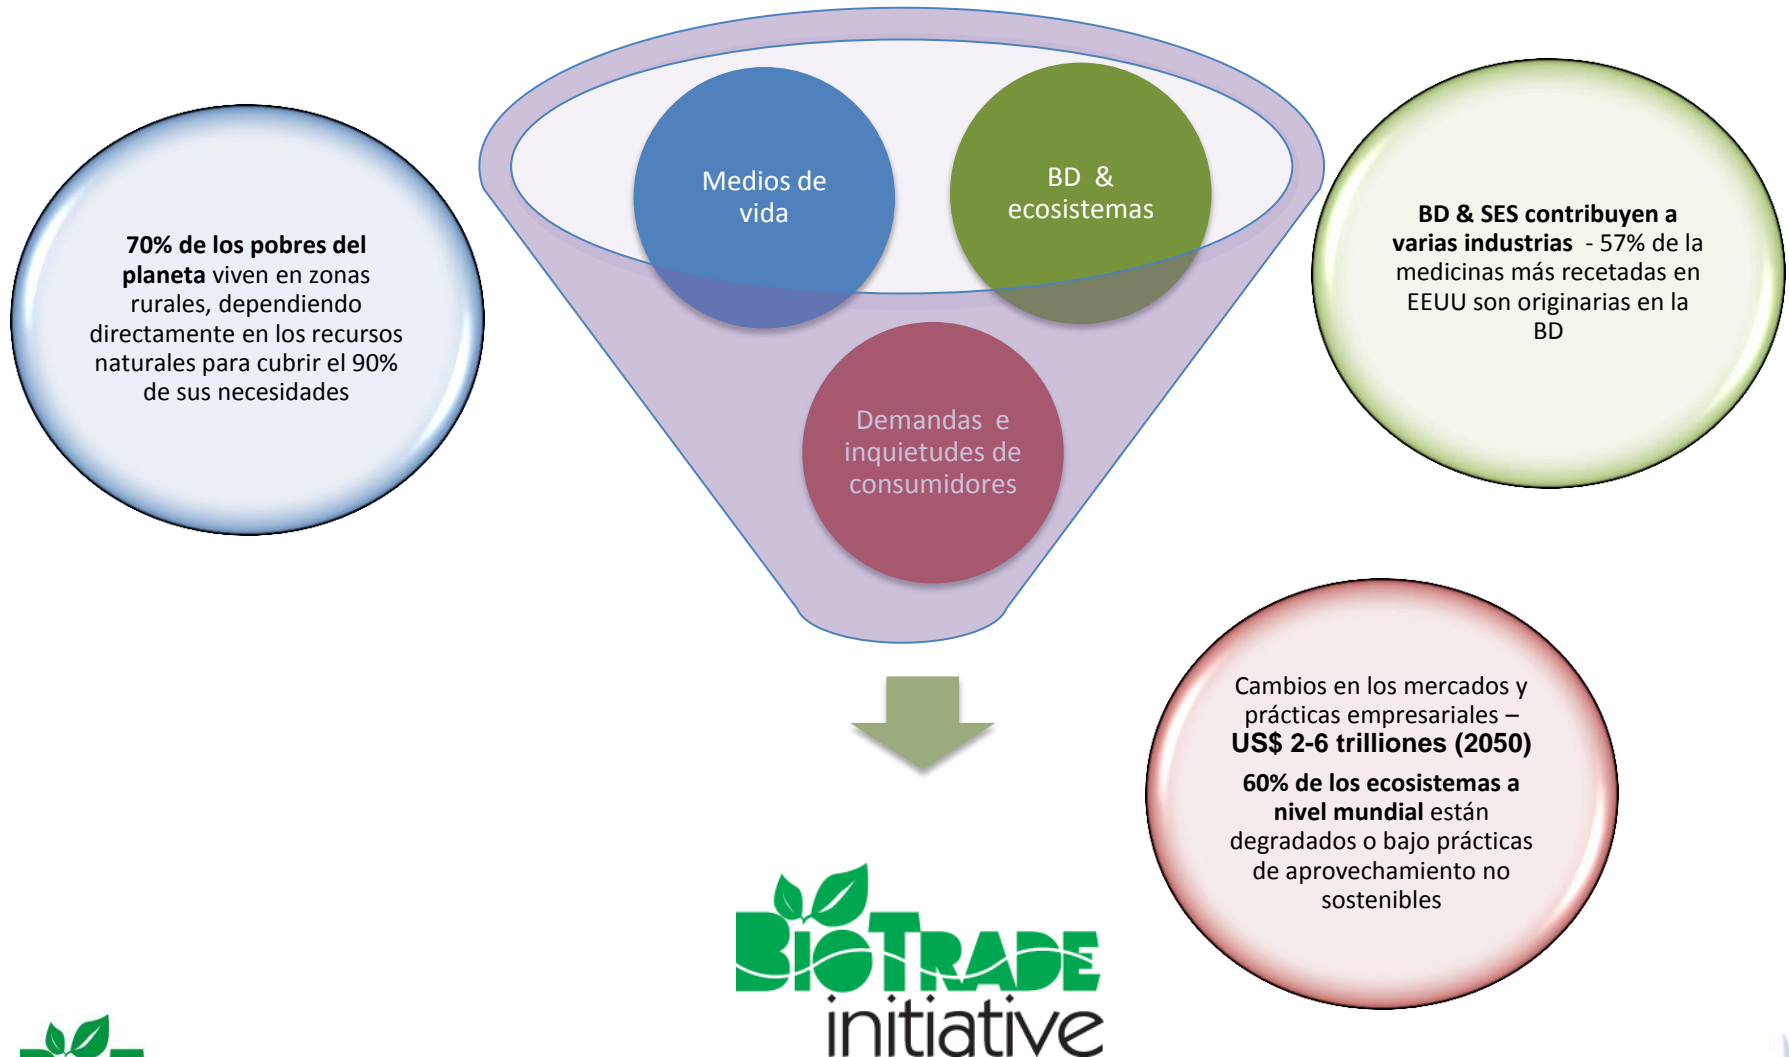 Medios de
vida
BD & 
ecosistemas
70% de los pobres del
planeta viven en zonas
rurales, dependiendo
directamente en los recursos
naturales para cubrir el 90%
de sus necesidades
BD & SES contribuyen a
varias industrias - 57% de la
medicinas más recetadas en
EEUU son originarias en la
BD
Demandas e
inquietudes de
consumidores
Cambios en los mercados y
prácticas empresariales –
US$ 2-6 trilliones (2050)
60% de los ecosistemas a
nivel mundial están
degradados o bajo prácticas
de aprovechamiento no
sostenibles
BIOTRADE
initiative